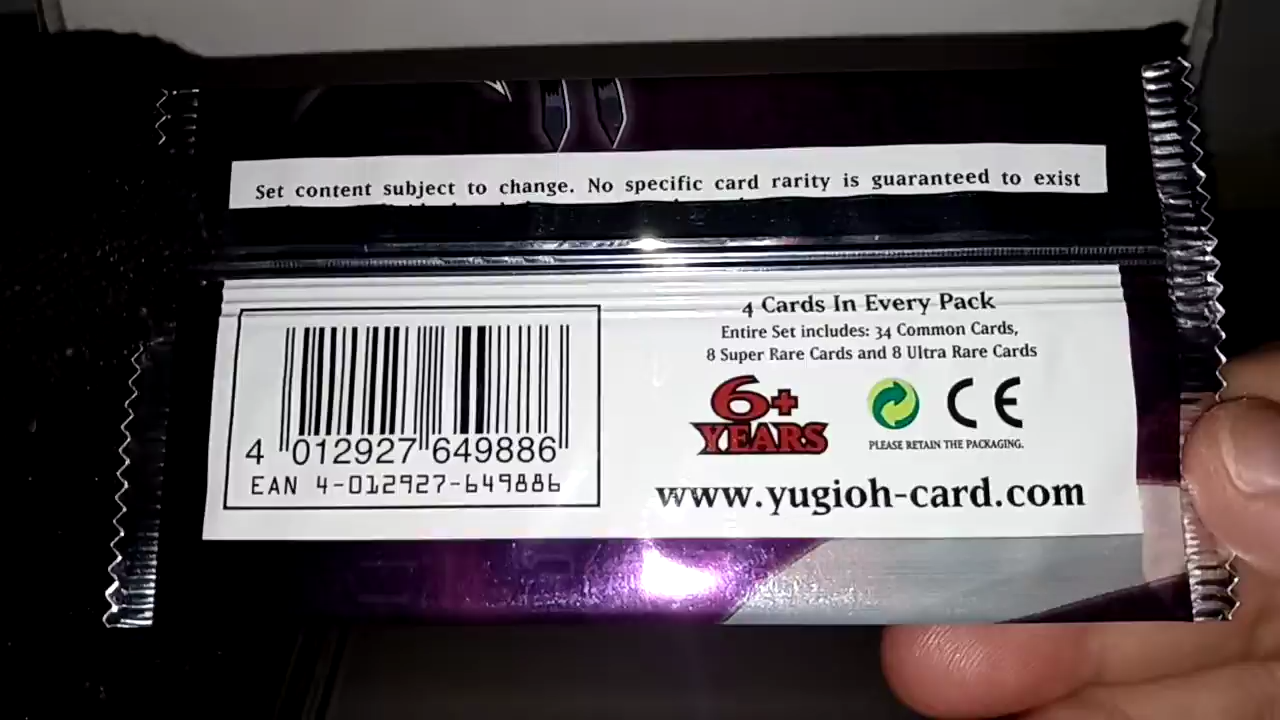 Set content subject to change. No specific card rarity is guaranteed to exist
4 Cards In Every Pack
Entire Set includes: 34 Common Cards,
8 Super Rare Cards and 8 Ultra Rare Cards
6+
YEARS
CE
PLEASE RETAIN THE PACKAGING.
www.yugioh-card.com
4 012927 649886
EAN 4-012927-649886